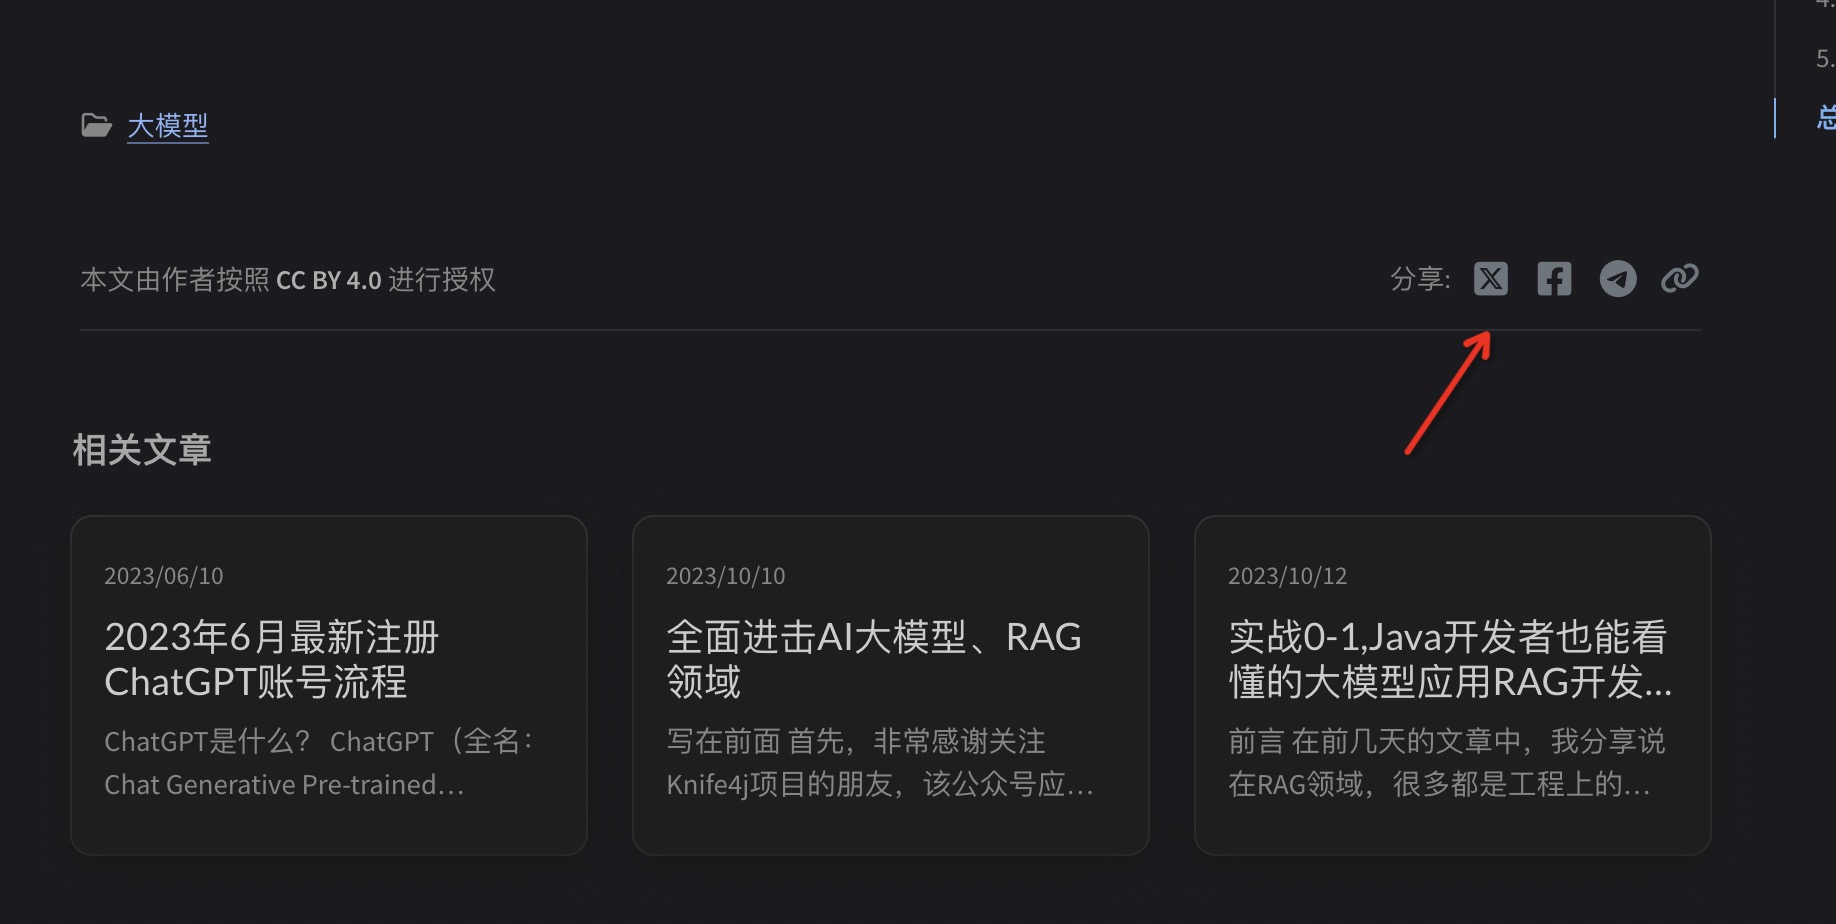 5.
大模型
总
本文由作者按照 CC BY 4.0 进行授权
分享:
相关文章
2023/06/10
2023年6月最新注册
ChatGPT账号流程
ChatGPT是什么？ ChatGPT（全名：
Chat Generative Pre-trained...
2023/10/10
全面进击AI大模型、RAG
领域
写在前面 首先，非常感谢关注
Knife4j项目的朋友，该公众号应...
2023/10/12
实战0-1,Java开发者也能看
懂的大模型应用RAG开发...
前言 在前几天的文章中，我分享说
在RAG领域，很多都是工程上的...